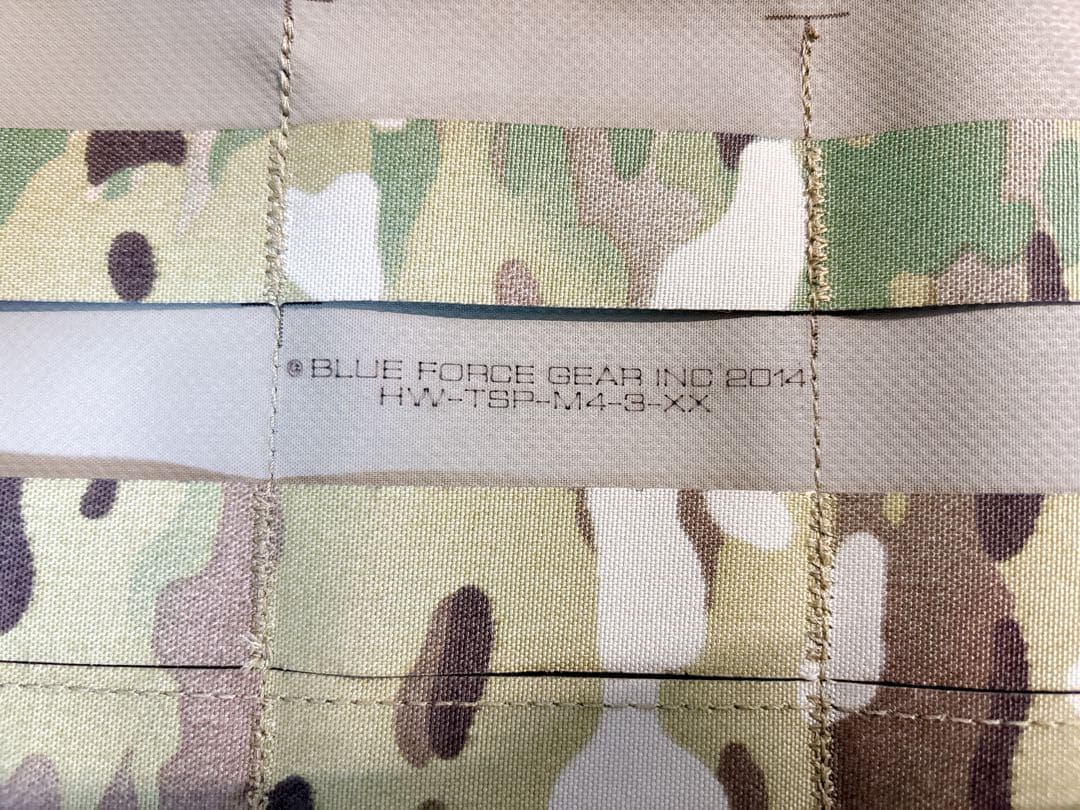 ©BLUE FORCE GEAR INC 2014
HW-TSP-M4-3-XX